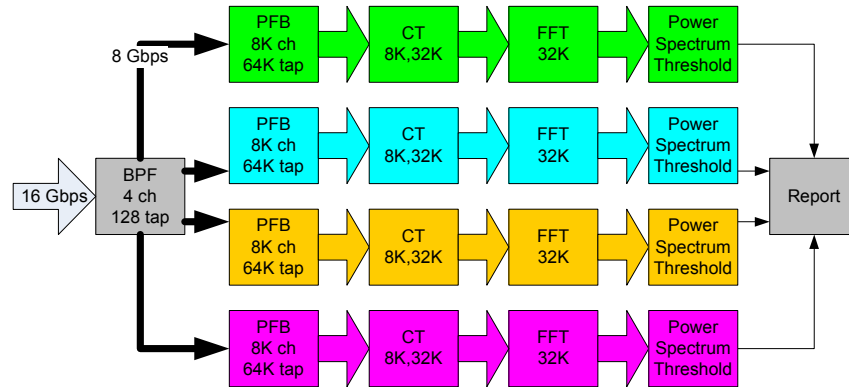 8 Gbps
PFB
8K ch
64K tap
CT
8K,32K
FFT
32K
Power
Spectrum
Threshold
PFB
8K ch
64K tap
CT
8K,32K
FFT
32K
Power
Spectrum
Threshold
16 Gbps
BPF
4 ch
128 tap
Report
PFB
8K ch
64K tap
CT
8K,32K
FFT
32K
Power
Spectrum
Threshold
PFB
8K ch
64K tap
CT
8K,32K
FFT
32K
Power
Spectrum
Threshold